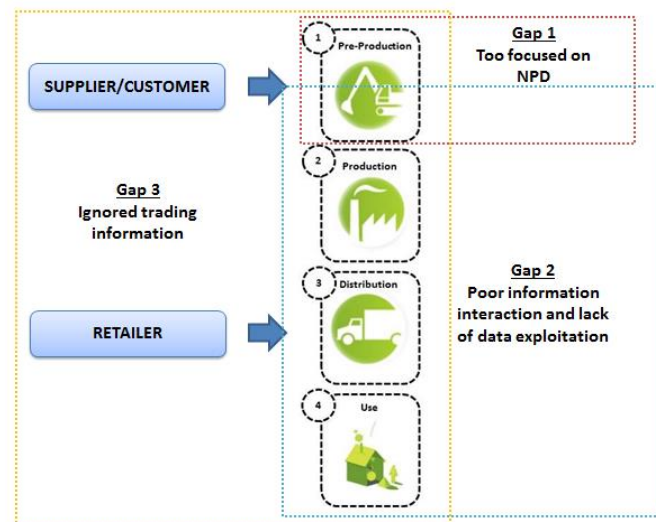 1
Pre-Production
Gap 1
Too focused on
NPD
SUPPLIER/CUSTOMER
2
Production
Gap 3
Ignored trading
information
3
Distribution
Gap 2
Poor information
interaction and lack
of data exploitation
RETAILER
4
Use